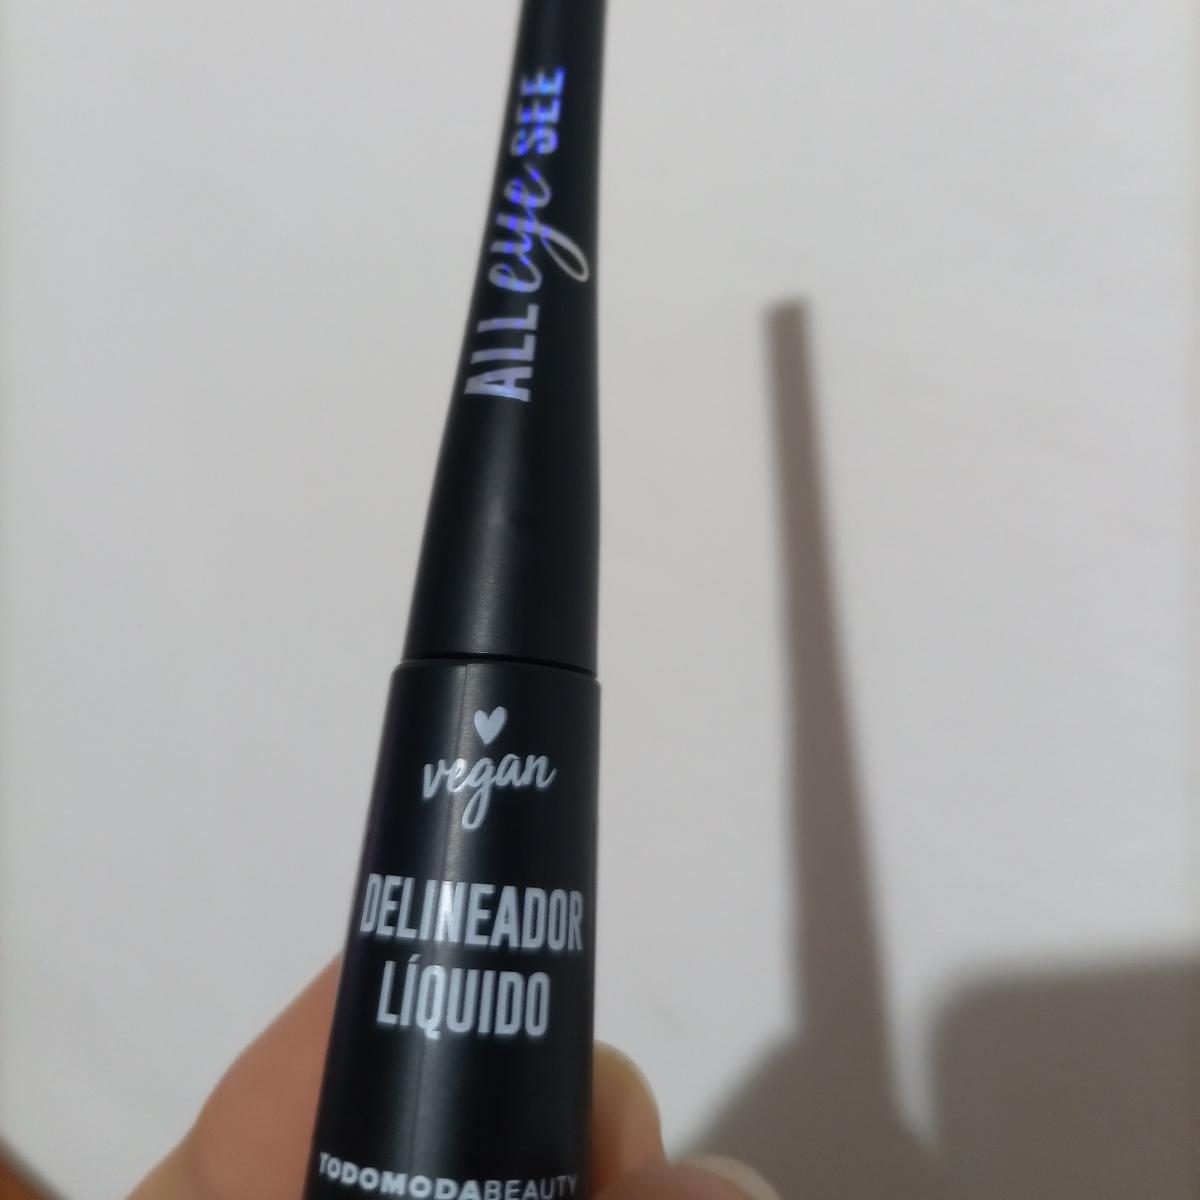 ALL eye SEE
vegan
DELINEADOR
LÍQUIDO
TODOMODABEAUTY